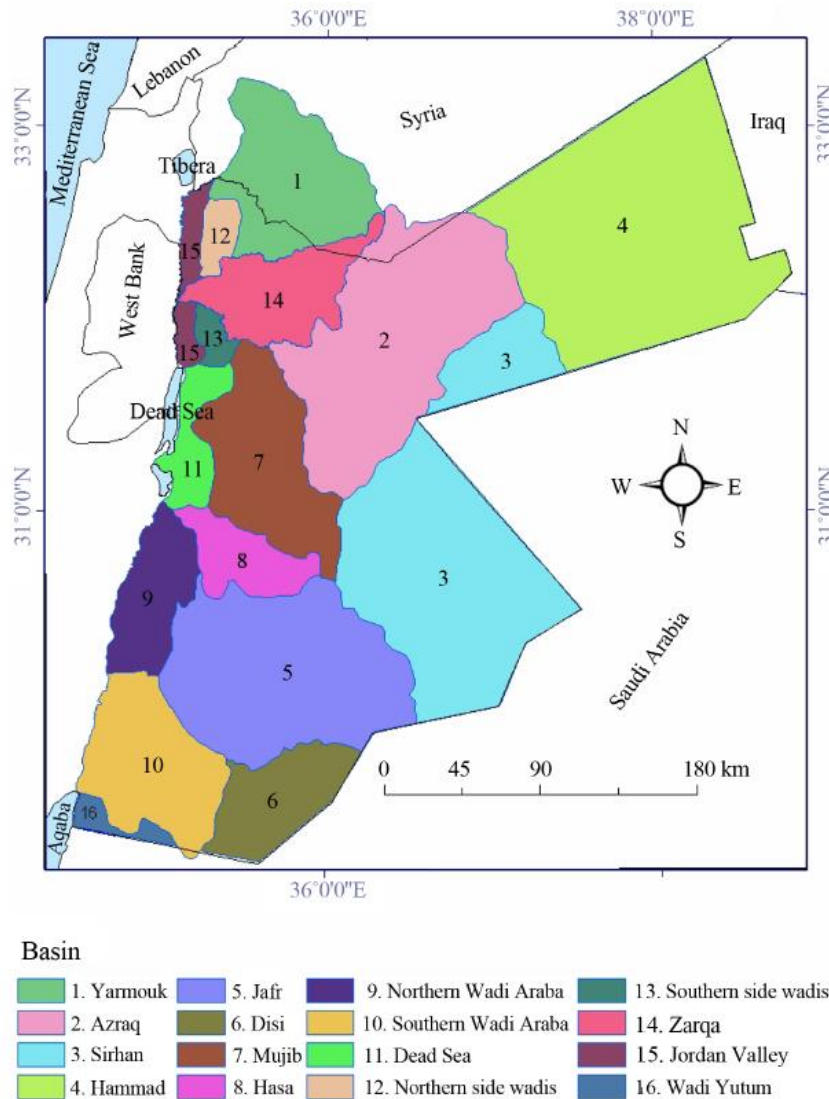 36°0'0"E 38°0'0"E
Mediterranean Sea
Lebanon
Syria
Iraq
33°0'0"N
33°0'0"N
Tibera
1
4
12
15
West Bank
14
2
13
15
3
Dead Sea
7
11
N
W E
S
31°0'0"N
31°0'0"N
8
3
9
5
Saudi Arabia
10
0 45 90 180 km
6
16
Aqaba
36°0'0"E 38°0'0"E
Basin
1. Yarmouk 5. Jafr 9. Northern Wadi Araba 13. Southern side wadis
2. Azraq 6. Disi 10. Southern Wadi Araba 14. Zarqa
3. Sirhan 7. Mujib 11. Dead Sea 15. Jordan Valley
4. Hammad 8. Hasa 12. Northern side wadis 16. Wadi Yutum